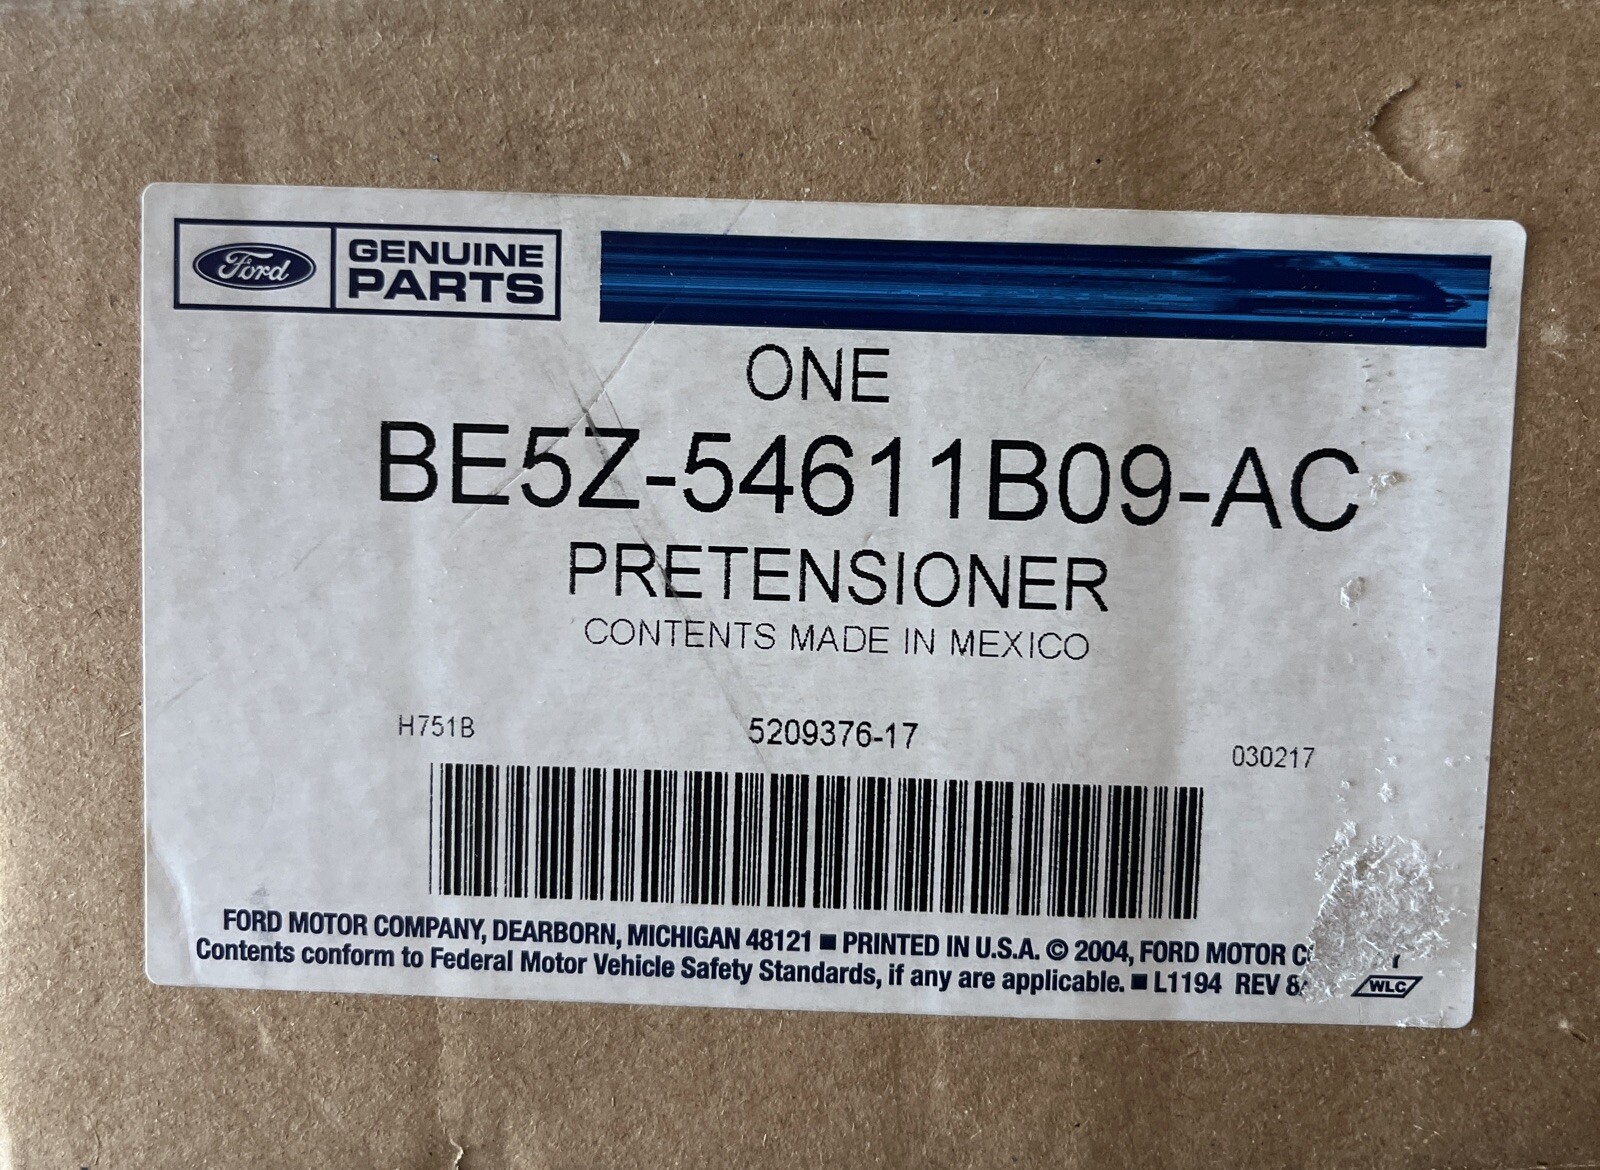 Ford GENUINE
PARTS
ONE
BE5Z-54611B09-AC
PRETENSIONER
CONTENTS MADE IN MEXICO
H751B 5209376-17 030217
FORD MOTOR COMPANY, DEARBORN, MICHIGAN 48121 ■ PRINTED IN U.S.A. © 2004, FORD MOTOR
Contents conform to Federal Motor Vehicle Safety Standards, if any are applicable. ■ L1194 REV WLC